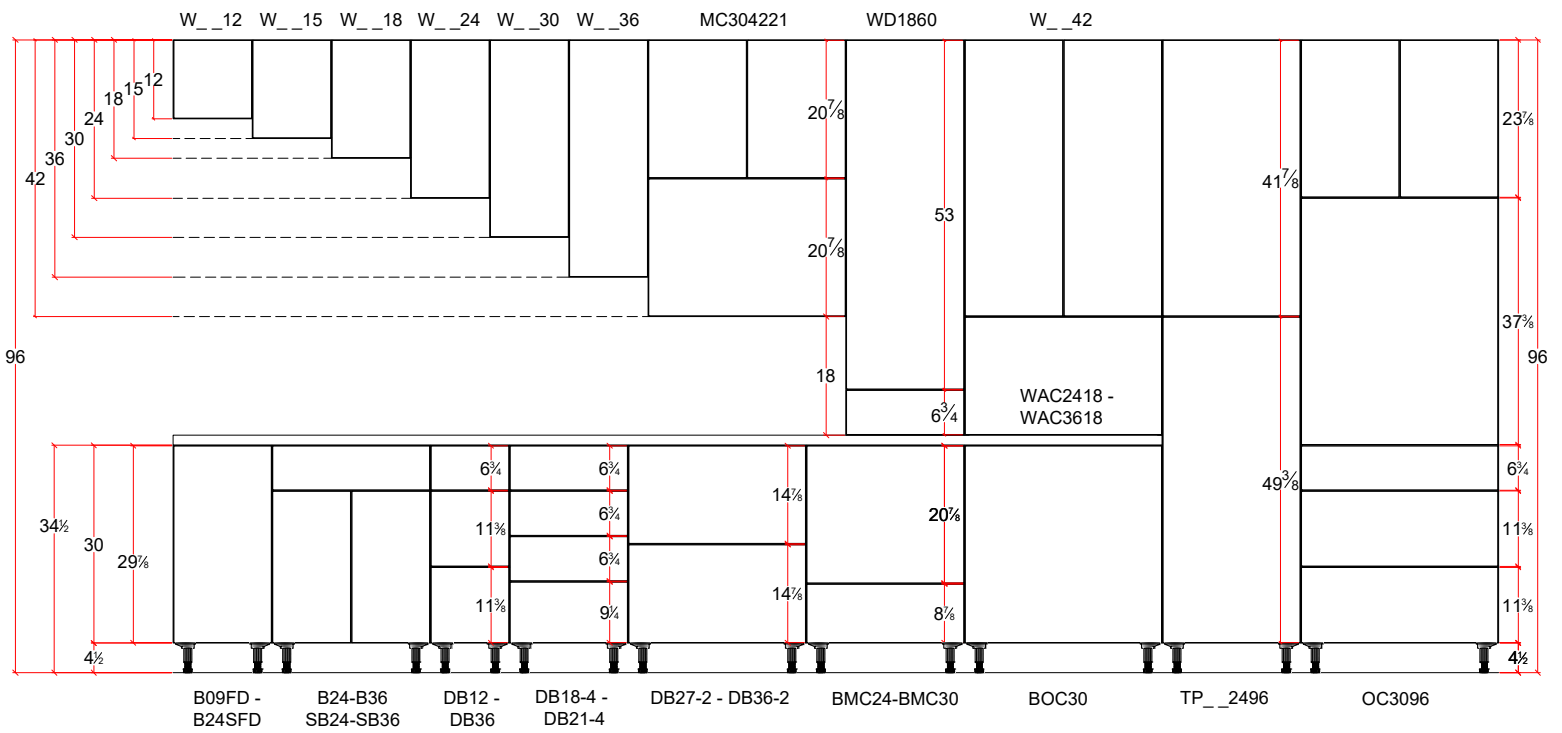 W_ _12 W_ _15 W_ _18 W_ _24 W_ _30 W_ _36 MC304221 WD1860 W_ _42
12
15
18
24
30
36
42
96
20⅞
20⅞
18
53
6¾
WAC2418 -
WAC3618
41⅞
49⅜
23⅞
37⅜
96
6¾
11⅜
11⅜
4½
34½
30
29⅞
4½
6¾
11⅜
11⅜
6¾
6¾
6¾
9¼
14⅞
14⅞
20⅞
8⅞
B09FD -
B24SFD
B24-B36
SB24-SB36
DB12 -
DB36
DB18-4 -
DB21-4
DB27-2 - DB36-2
BMC24-BMC30
BOC30
TP_ _2496
OC3096